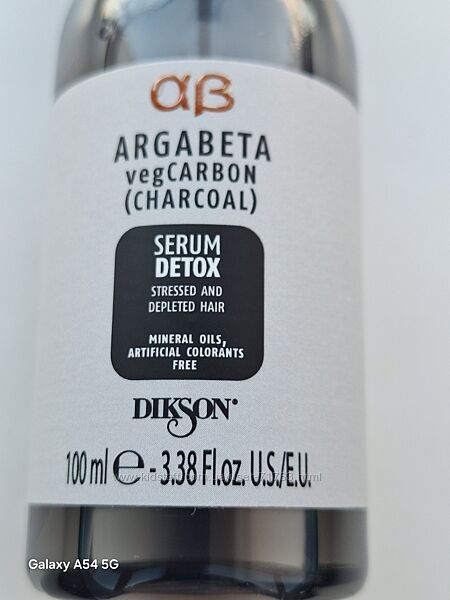 αβ
ARGABETA
vegCARBON
(CHARCOAL)
SERUM
DETOX
STRESSED AND
DEPLETED HAIR
MINERAL OILS,
ARTIFICIAL COLORANTS
FREE
DIKSON
100 ml ℮ - 3.38 Fl.oz. U.S./E.U.
Galaxy A54 5G